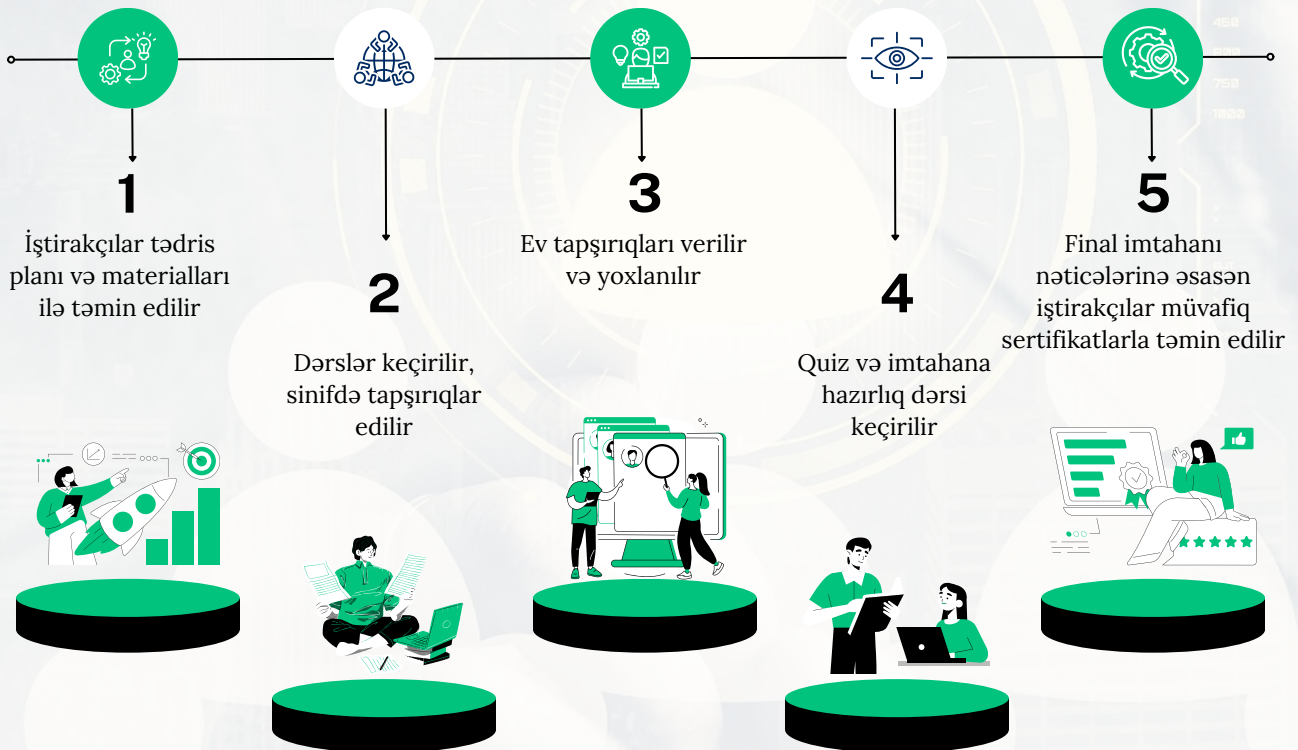 1
İştirakçılar tədris
planı və materialları
ilə təmin edilir
2
Dərslər keçirilir,
sinifdə tapşırıqlar
edilir
3
Ev tapşırıqları verilir
və yoxlanılır
4
Quiz və imtahana
hazırlıq dərsi
keçirilir
5
Final imtahanı
nəticələrinə əsasən
iştirakçılar müvafiq
sertifikatlarla təmin edilir